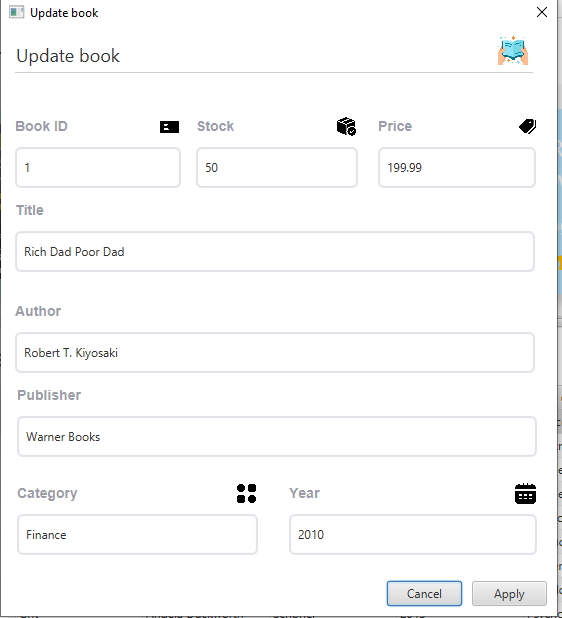 Update book
Update book
Book ID Stock Price
1 50 199.99
Title
Rich Dad Poor Dad
Author
Robert T. Kiyosaki
Publisher
Warner Books
Category Year
Finance 2010
Cancel Apply